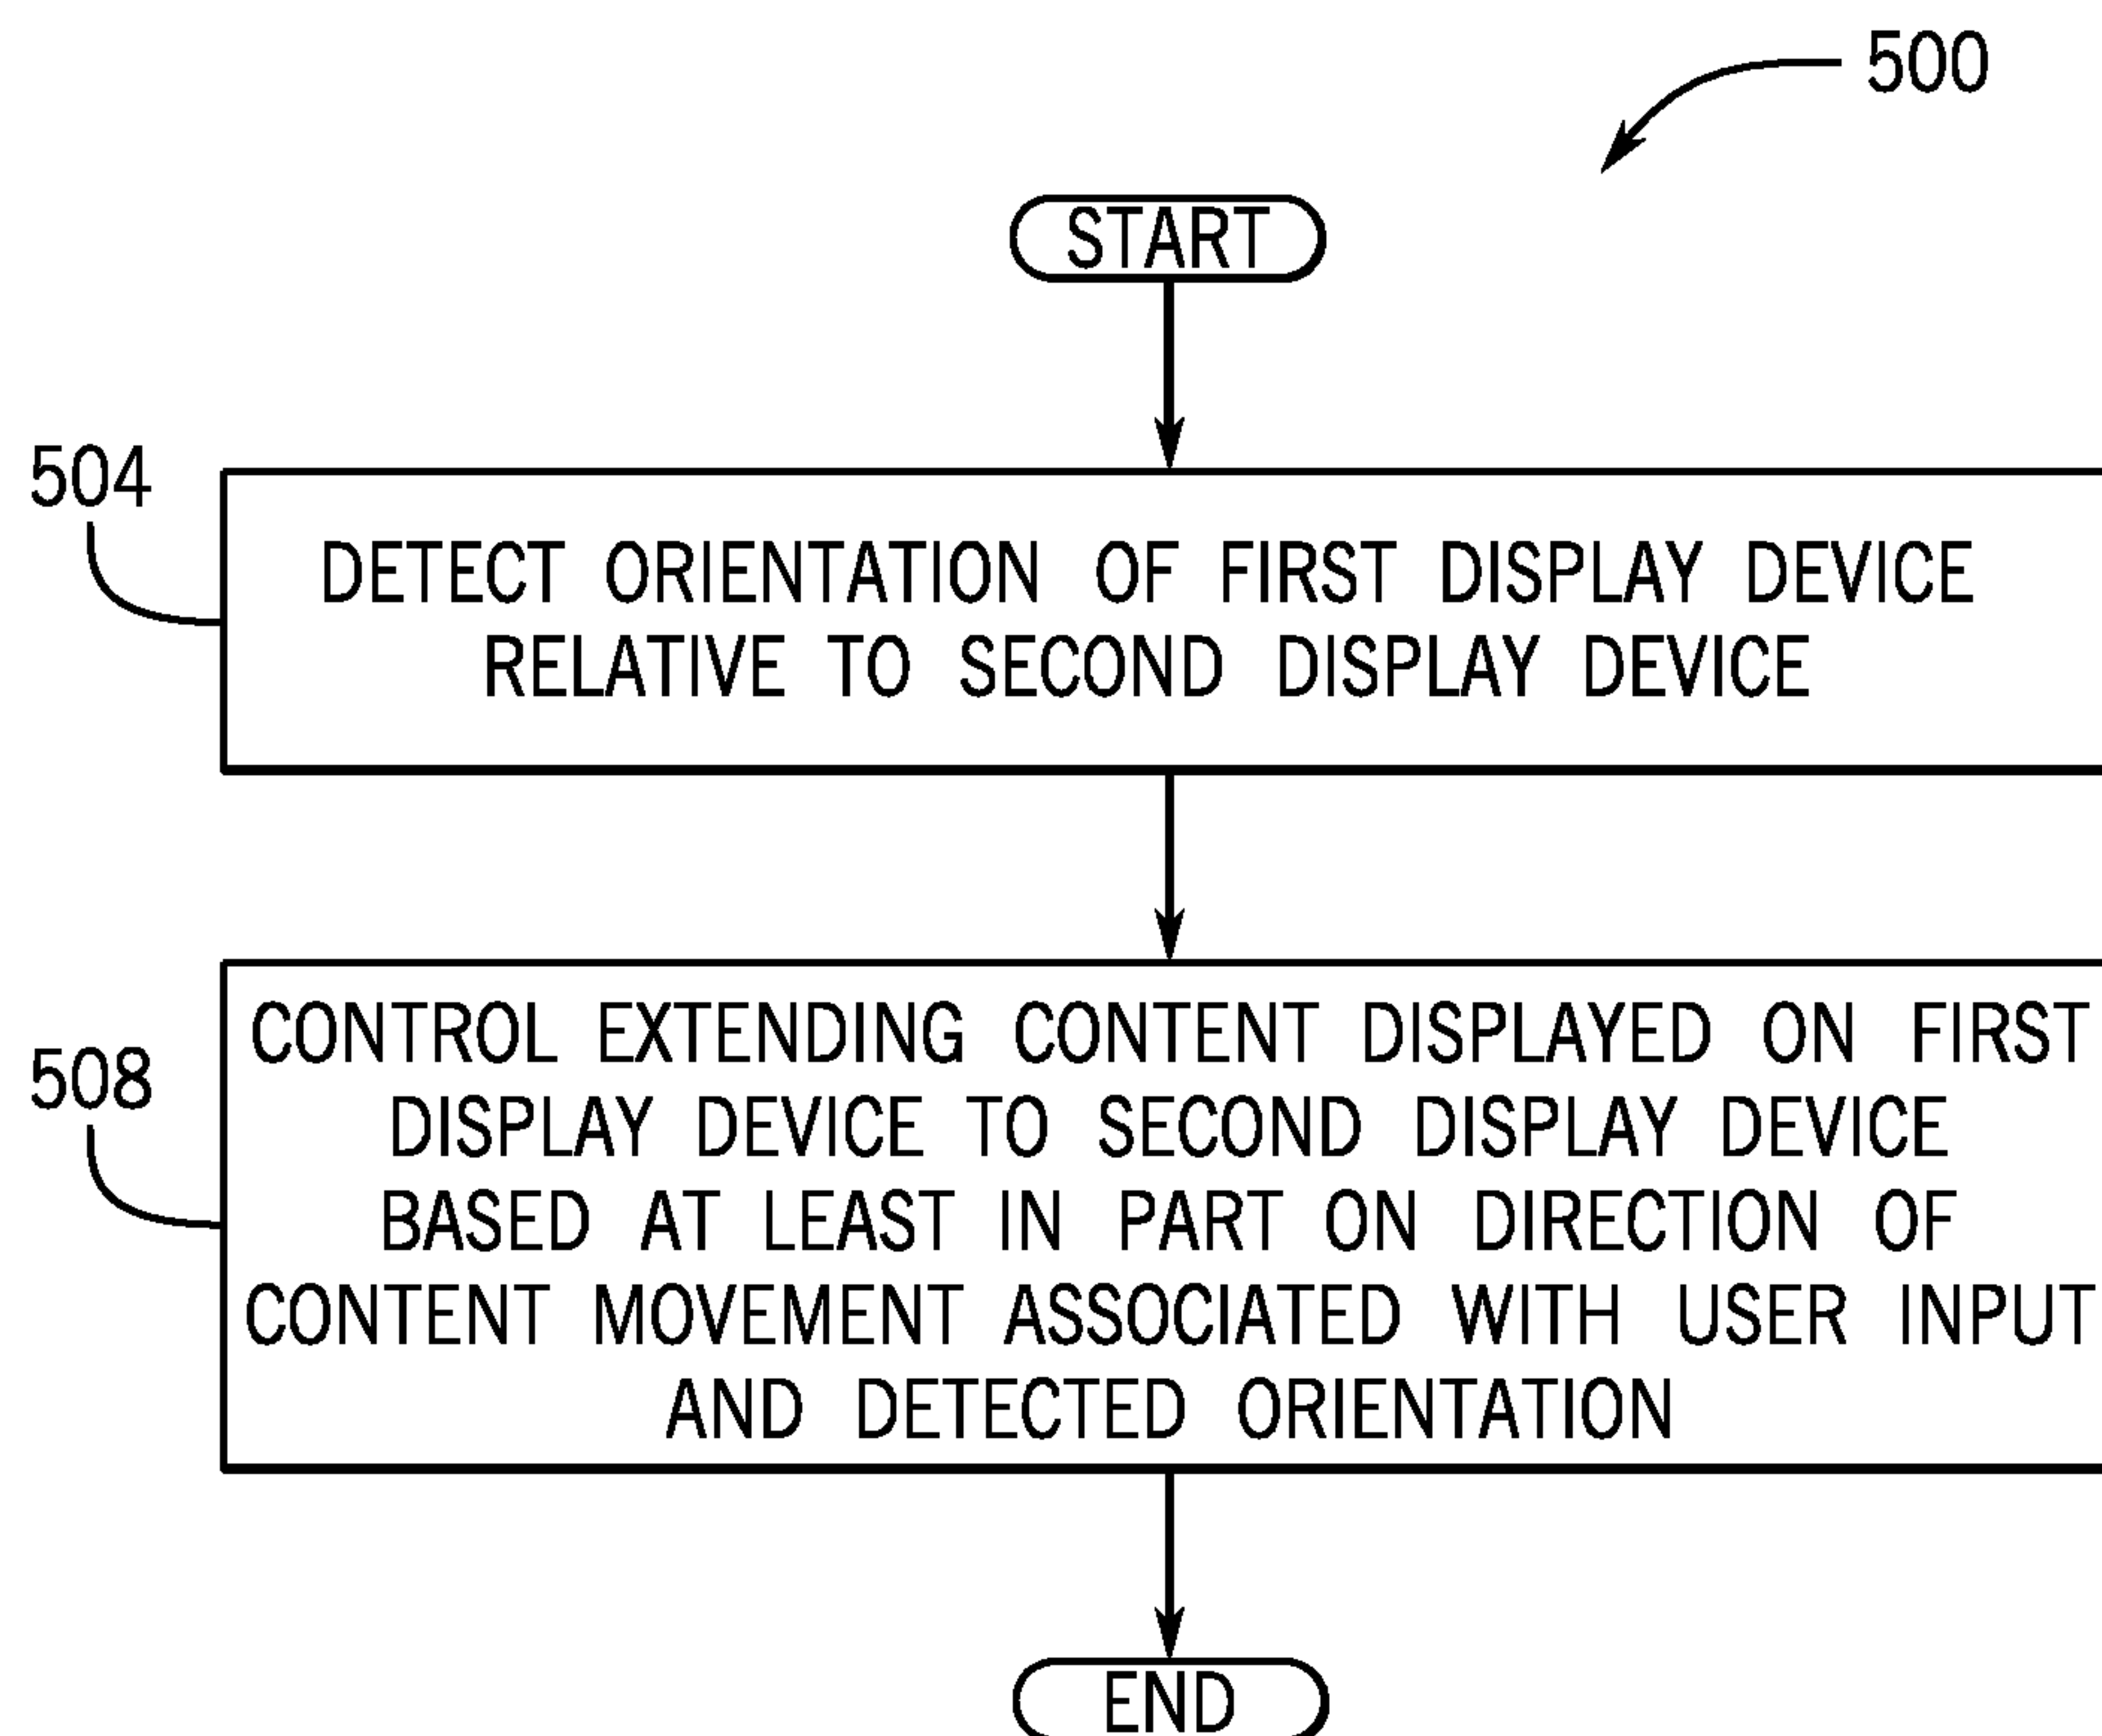 500
START
504
DETECT ORIENTATION OF FIRST DISPLAY DEVICE
RELATIVE TO SECOND DISPLAY DEVICE
508
CONTROL EXTENDING CONTENT DISPLAYED ON FIRST
DISPLAY DEVICE TO SECOND DISPLAY DEVICE
BASED AT LEAST IN PART ON DIRECTION OF
CONTENT MOVEMENT ASSOCIATED WITH USER INPUT
AND DETECTED ORIENTATION
END